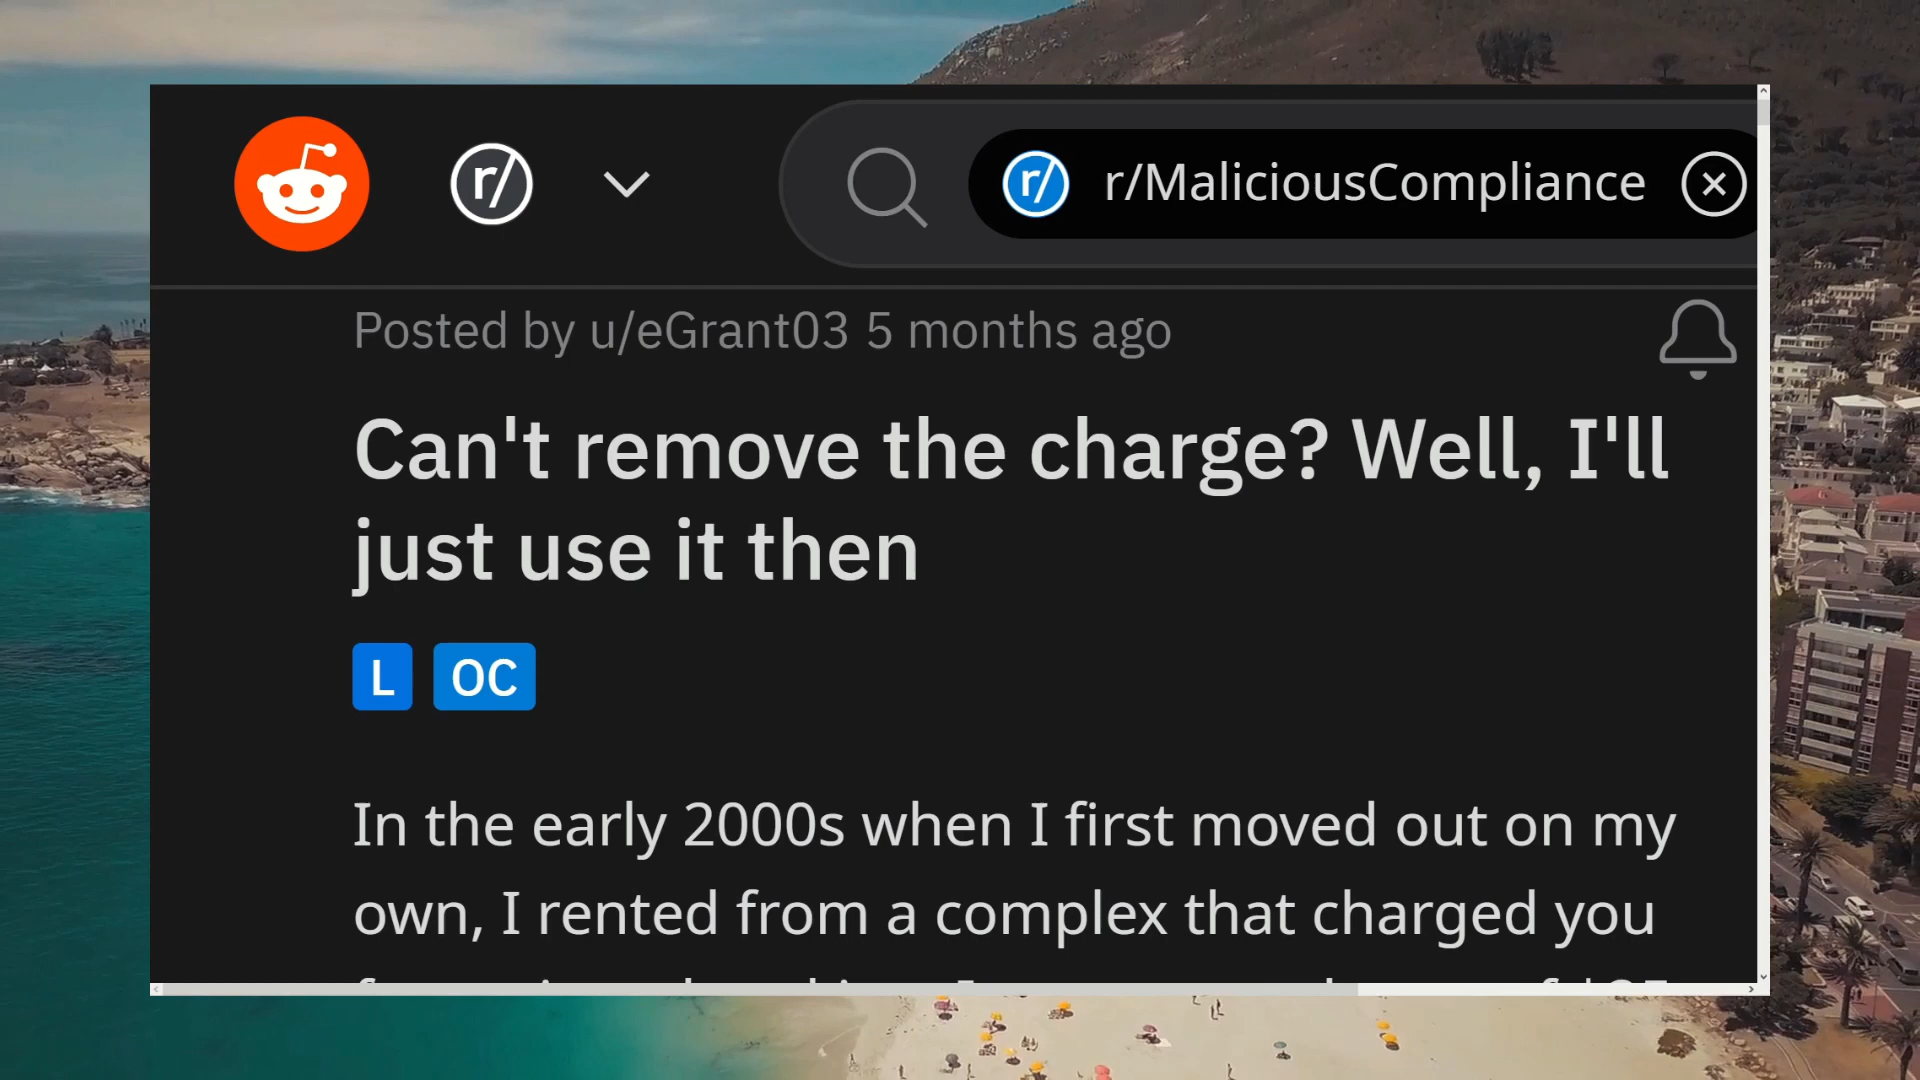 r/ r/ r/MaliciousCompliance
Posted by u/eGrant03 5 months ago
Can't remove the charge? Well, I'll
just use it then
L OC
In the early 2000s when I first moved out on my
own, I rented from a complex that charged you